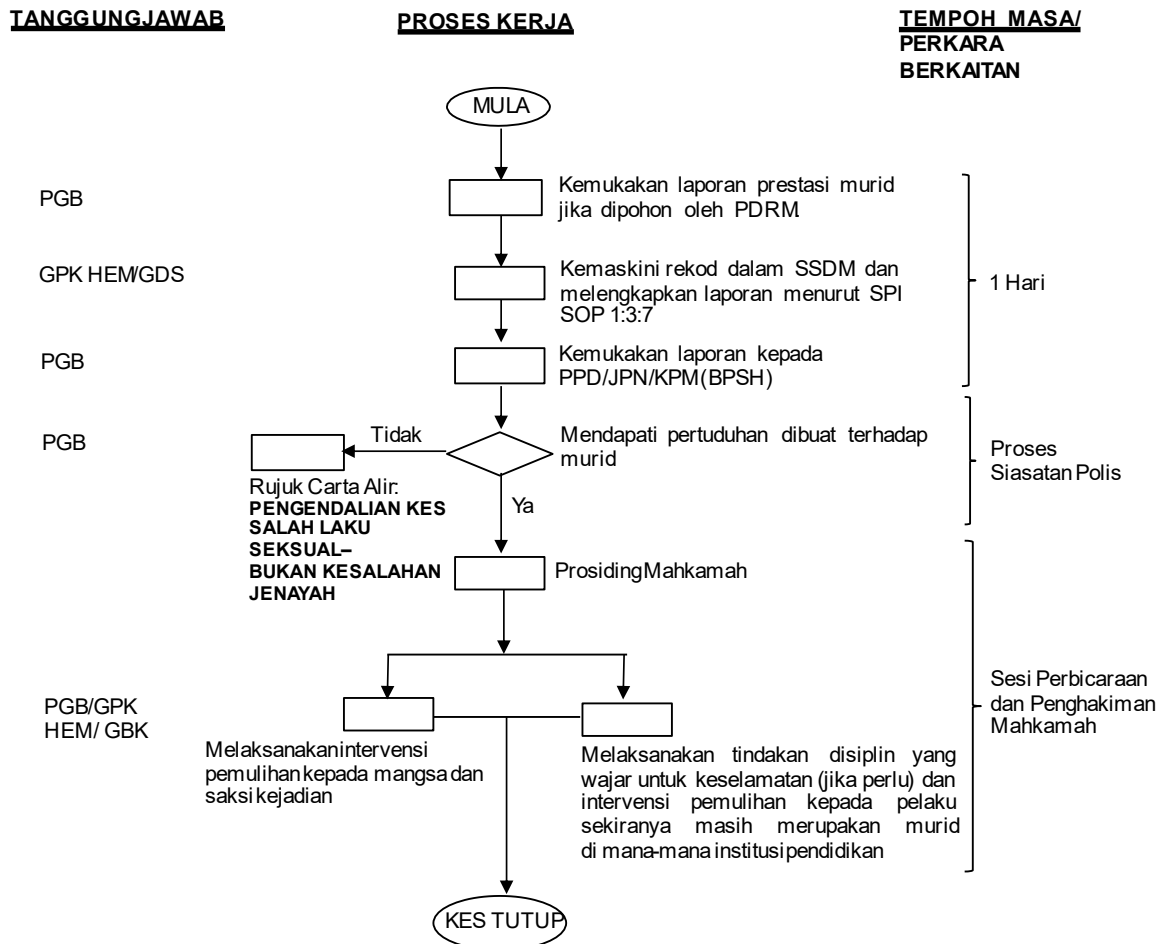 TANGGUNGJAWAB
PROSES KERJA
TEMPOH MASA/
PERKARA
BERKAITAN
MULA
PGB
Kemukakan laporan prestasi murid
jika dipohon oleh PDRM.
GPK HEM/GDS
Kemaskini rekod dalam SSDM dan
melengkapkan laporan menurut SPI
SOP 1:3:7
1 Hari
PGB
Kemukakan laporan kepada
PPD/JPN/KPM(BPSH)
PGB
Tidak
Mendapati pertuduhan dibuat terhadap
murid
Proses
Siasatan Polis
Rujuk Carta Alir:
PENGENDALIAN KES
SALAH LAKU
SEKSUAL–
BUKAN KESALAHAN
JENAYAH
Ya
Prosiding Mahkamah
PGB/GPK
HEM/ GBK
Melaksanakan intervensi
pemulihan kepada mangsa dan
saksi kejadian
Melaksanakan tindakan disiplin yang
wajar untuk keselamatan (jika perlu) dan
intervensi pemulihan kepada pelaku
sekiranya masih merupakan murid
di mana-mana institusi pendidikan
Sesi Perbicaraan
dan Penghakiman
Mahkamah
KES TUTUP